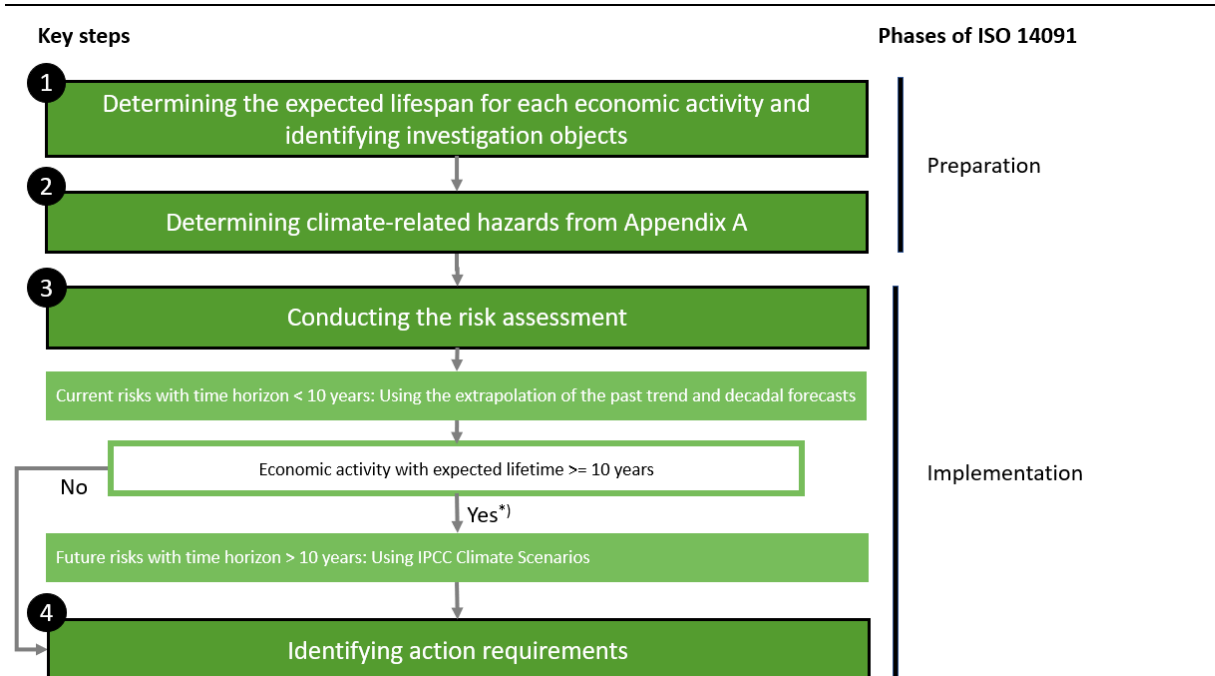 Key steps
Phases of ISO 14091
1
Determining the expected lifespan for each economic activity and
identifying investigation objects
Preparation
2
Determining climate-related hazards from Appendix A
3
Conducting the risk assessment
Current risks with time horizon < 10 years: Using the extrapolation of the past trend and decadal forecasts
Economic activity with expected lifetime >= 10 years
No
Implementation
Yes*)
Future risks with time horizon > 10 years: Using IPCC Climate Scenarios
4
Identifying action requirements